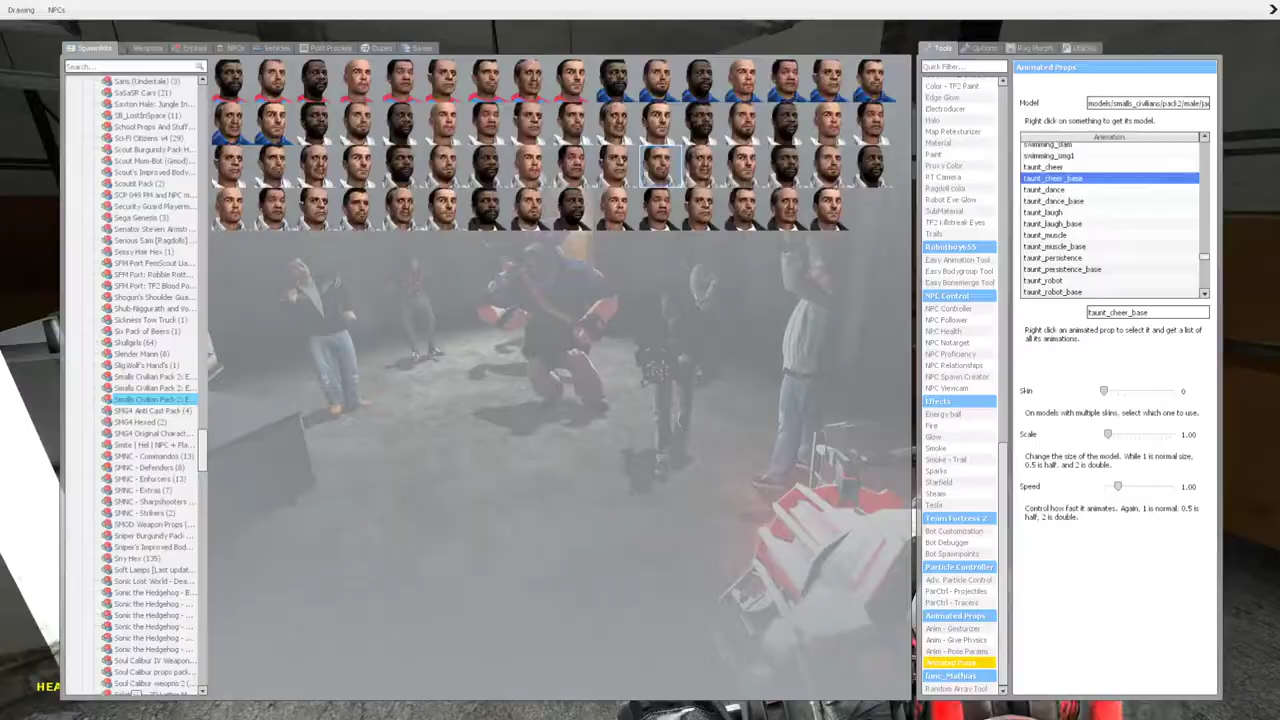 Drawing NPCs
Spawnlists Weapons Entities NPCs Vehicles Post Process Dupes Saves
Search...
Sans (Undertale) (3)
SaSaSR Cars (21)
Saxton Hale: Jungle In...
SB_LostInSpace (11)
School Props And Stuff...
Sci-Fi Citizens v4 (29)
Scout Burgundy Pack H...
Scout Mom-Bot (Gmod)...
Scout's Improved Body...
Scoutit Pack (2)
SCP 049 PM and NPC m...
Security Guard Playerm...
Sega Genesis (3)
Senator Steven Armstr...
Serious Sam [Ragdolls]...
Sexxy Hair Hex (1)
SFM Port FemScout Lia...
SFM Port: Robbie Rott...
SFM Port: TF2 Blood Po...
Shogun's Shoulder Gua...
Shub-Niggurath and Vo...
Sickness Tow Truck (1)
Six Pack of Beers (1)
Skullgirls (64)
Slender Mann (8)
SligWolf's Hand's (1)
Smalls Civilian Pack 2: E...
Smalls Civilian Pack 2: E...
Smalls Civilian Pack 2: E...
SMG4 Anti Cast Pack (4)
SMG4 Hexed (2)
SMG4 Original Charact...
Smite | Hel | NPC + Pla...
SMNC - Commandos (13)
SMNC - Defenders (8)
SMNC - Enforcers (13)
SMNC - Extras (7)
SMNC - Sharpshooters ...
SMNC - Strikers (2)
SMOD Weapon Props (...
Sniper Burgundy Pack ...
Sniper's Improved Bod...
Sny Hex (135)
Soft Lamps [Last updat...
Sonic Lost World - Dea...
Sonic the Hedgehog - B...
Sonic the Hedgehog - ...
Sonic the Hedgehog - ...
Sonic the Hedgehog - ...
Sonic the Hedgehog - ...
Sonic the Hedgehog - ...
Soul Calibur IV Weapon...
Soul Calibur props pack...
Soul Calibur weapons 2 (...
HEA
Tools Options Rag Morph Utilities
Quick Filter...
Color - TF2 Paint
Edge Glow
Electroducer
Halo
Map Retexturizer
Material
Paint
Proxy Color
RT Camera
Ragdoll color
Robot Eye Glow
SubMaterial
TF2 Killstreak Eyes
Trails
Robotboy655
Easy Animation Tool
Easy Bodygroup Tool
Easy Bonemerge Tool
NPC Control
NPC Controller
NPC Follower
NPC Health
NPC Notarget
NPC Proficiency
NPC Relationships
NPC Spawn Creator
NPC Viewcam
Effects
Energy ball
Fire
Glow
Smoke
Smoke - Trail
Sparks
Starfield
Steam
Tesla
Team Fortress 2
Bot Customization
Bot Debugger
Bot Spawnpoints
Particle Controller
Adv. Particle Control
ParCtrl - Projectiles
ParCtrl - Tracers
Animated Props
Anim - Gesturizer
Anim - Give Physics
Anim - Pose Params
Animated Props
func_Mathias
Random Array Tool
Animated Props
Model models/smalls_civilians/pack2/male/jac
Right click on something to get its model.
Animation
swimming_slam
swimming_smg1
taunt_cheer
taunt_cheer_base
taunt_dance
taunt_dance_base
taunt_laugh
taunt_laugh_base
taunt_muscle
taunt_muscle_base
taunt_persistence
taunt_persistence_base
taunt_robot
taunt_robot_base
taunt_cheer_base
Right click an animated prop to select it and get a list of
all its animations.
Skin 0
On models with multiple skins, select which one to use.
Scale 1.00
Change the size of the model. While 1 is normal size,
0.5 is half, and 2 is double.
Speed 1.00
Control how fast it animates. Again, 1 is normal, 0.5 is
half, 2 is double.